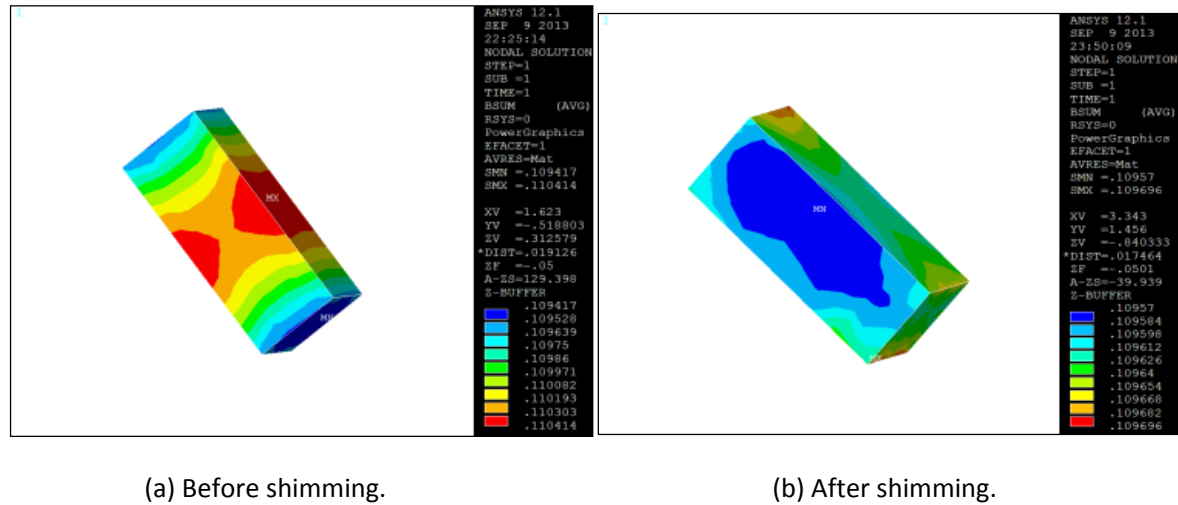 1
MX
MN
ANSYS 12.1
SEP 9 2013
22:25:14
NODAL SOLUTION
STEP=1
SUB =1
TIME=1
BSUM (AVG)
RSYS=0
PowerGraphics
EFACET=1
AVRES=Mat
SMN =.109417
SMX =.110414
XV =1.623
YV =-.518803
ZV =.312579
*DIST=.019126
ZF =-.05
A-ZS=129.398
Z-BUFFER
.109417
.109528
.109639
.10975
.10986
.109971
.110082
.110193
.110303
.110414
(a) Before shimming.
1
MN
MX
ANSYS 12.1
SEP 9 2013
23:50:09
NODAL SOLUTION
STEP=1
SUB =1
TIME=1
BSUM (AVG)
RSYS=0
PowerGraphics
EFACET=1
AVRES=Mat
SMN =.10957
SMX =.109696
XV =3.343
YV =1.456
ZV =-.840333
*DIST=.017464
ZF =-.0501
A-ZS=-39.939
Z-BUFFER
.10957
.109584
.109598
.109612
.109626
.10964
.109654
.109668
.109682
.109696
(b) After shimming.